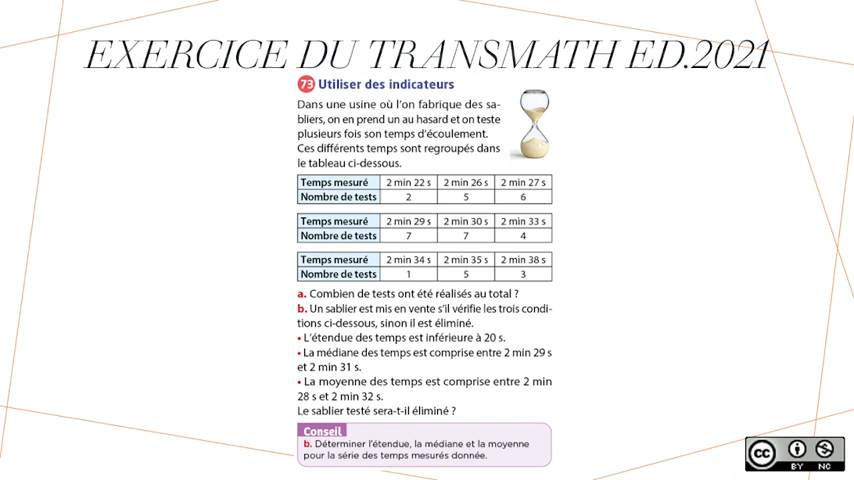 EXERCICE DU TRANSMATH ED.2021
73 Utiliser des indicateurs
Dans une usine où l'on fabrique des sa-
bliers, on en prend un au hasard et on teste
plusieurs fois son temps d'écoulement.
Ces différents temps sont regroupés dans
le tableau ci-dessous.
Temps mesuré 2 min 22 s 2 min 26 s 2 min 27 s
Nombre de tests 2 5 6
Temps mesuré 2 min 29 s 2 min 30 s 2 min 33 s
Nombre de tests 7 7 4
Temps mesuré 2 min 34 s 2 min 35 s 2 min 38 s
Nombre de tests 1 5 3
a. Combien de tests ont été réalisés au total ?
b. Un sablier est mis en vente s'il vérifie les trois condi-
tions ci-dessous, sinon il est éliminé.
• L'étendue des temps est inférieure à 20 s.
• La médiane des temps est comprise entre 2 min 29 s
et 2 min 31 s.
• La moyenne des temps est comprise entre 2 min
28 s et 2 min 32 s.
Le sablier testé sera-t-il éliminé ?
Conseil
b. Déterminer l'étendue, la médiane et la moyenne
pour la série des temps mesurés donnée.
cc
BY NC